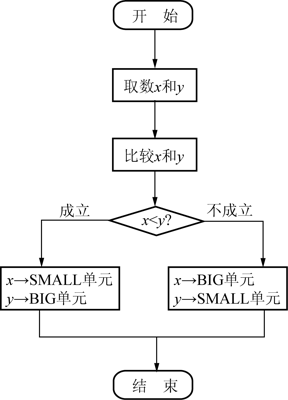 开 始
取数x和y
比较x和y
x<y?
成立
不成立
x→SMALL单元
y→BIG单元
x→BIG单元
y→SMALL单元
结 束